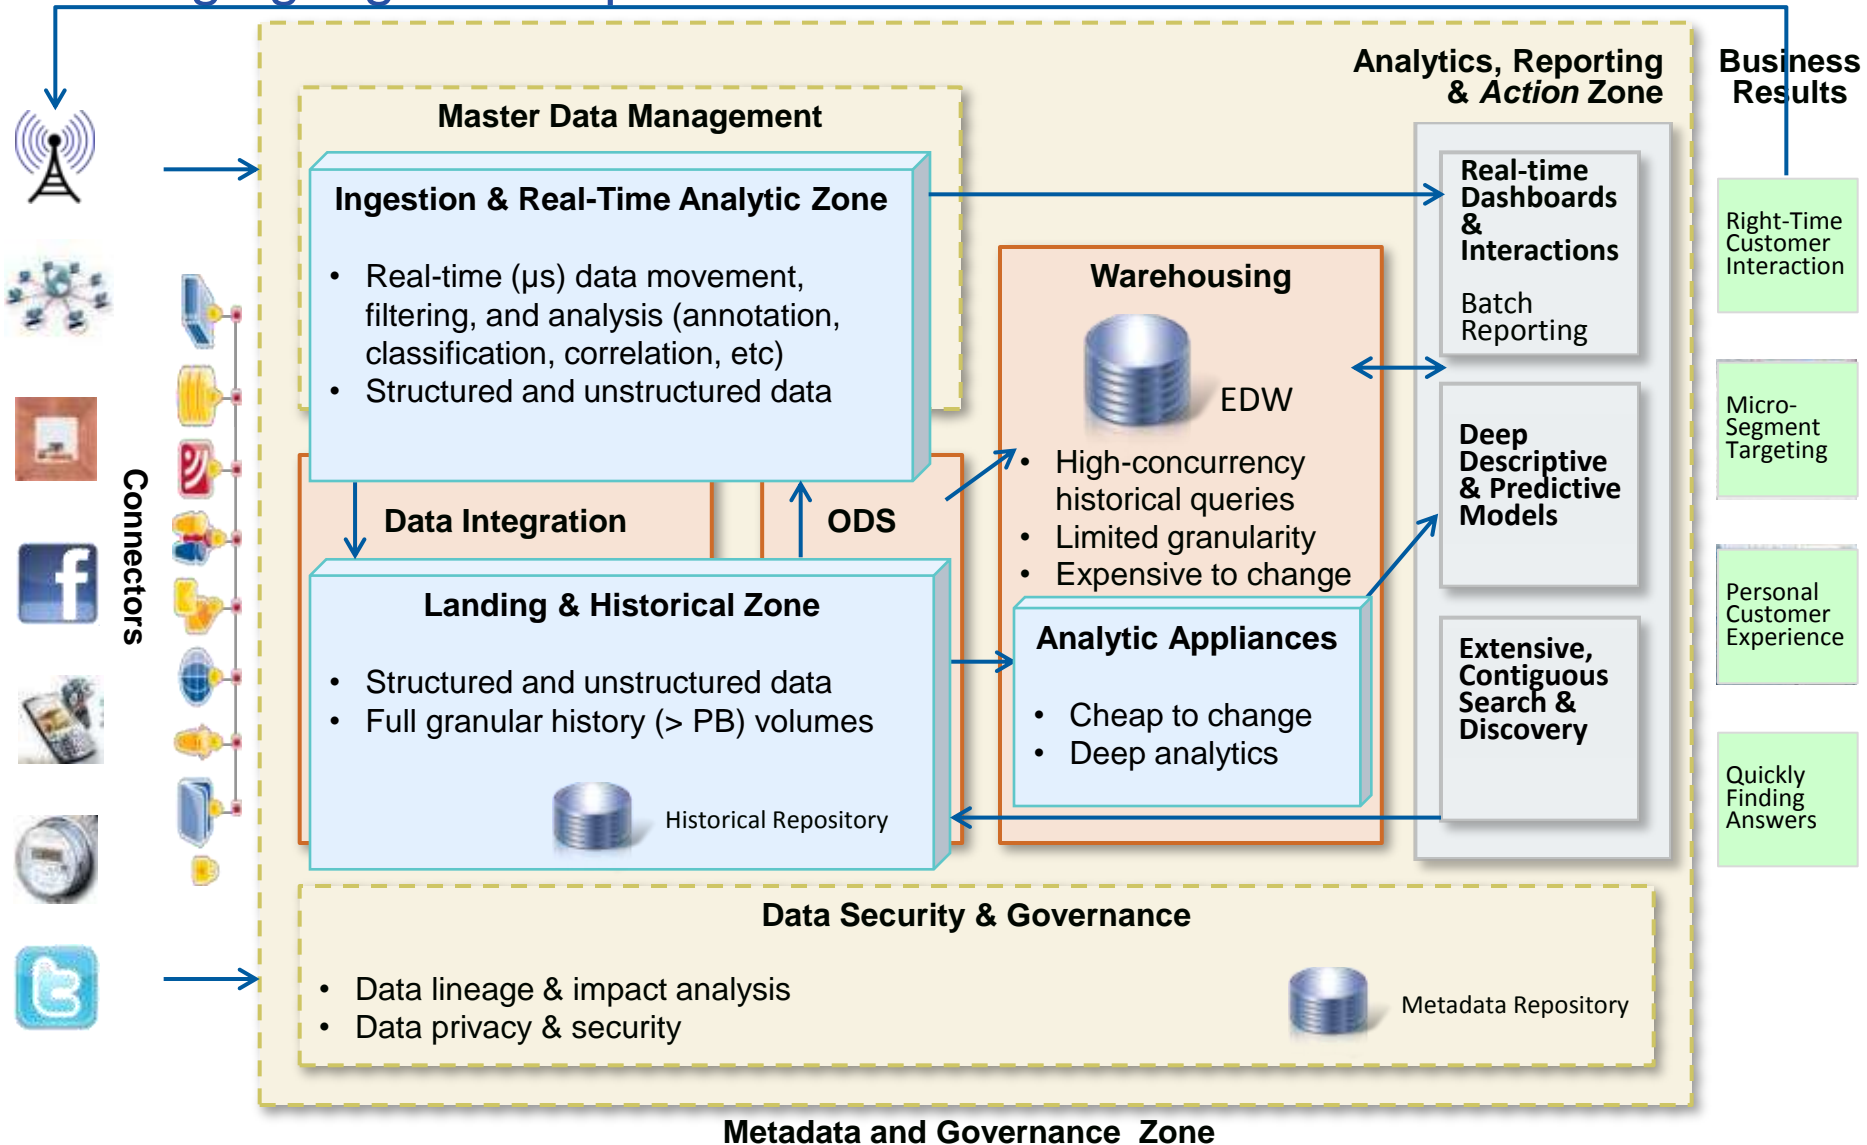 Analytics, Reporting
& Action Zone
Business
Results
Master Data Management
Ingestion & Real-Time Analytic Zone
• Real-time (µs) data movement,
filtering, and analysis (annotation,
classification, correlation, etc)
• Structured and unstructured data
Connectors
Data Integration
ODS
Landing & Historical Zone
• Structured and unstructured data
• Full granular history (> PB) volumes
Historical Repository
Warehousing
EDW
• High-concurrency
historical queries
• Limited granularity
• Expensive to change
Analytic Appliances
• Cheap to change
• Deep analytics
Real-time
Dashboards
&
Interactions
Batch
Reporting
Deep
Descriptive
& Predictive
Models
Extensive,
Contiguous
Search &
Discovery
Right-Time
Customer
Interaction
Micro-
Segment
Targeting
Personal
Customer
Experience
Quickly
Finding
Answers
Data Security & Governance
• Data lineage & impact analysis
• Data privacy & security
Metadata Repository
Metadata and Governance Zone